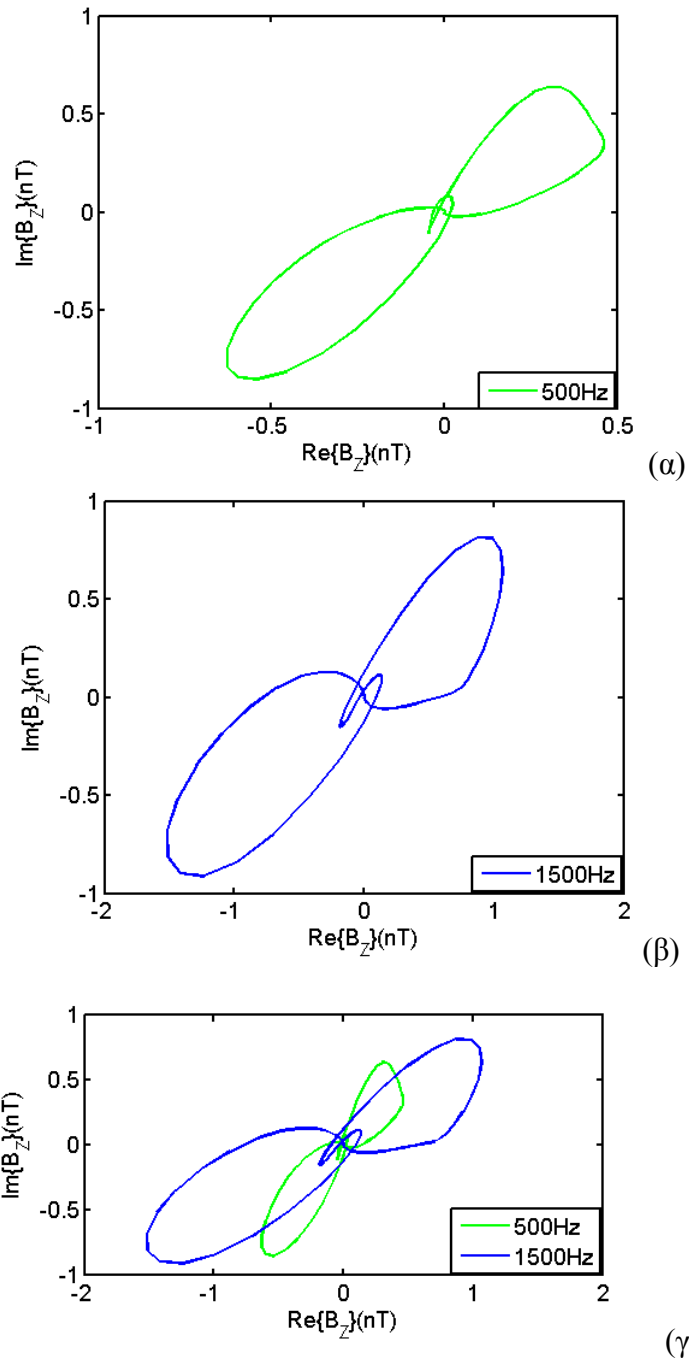 1
0.5
0
-0.5
-1
Im{B_Z}(nT)
-1
-0.5
0
0.5
Re{B_Z}(nT)
500Hz
(α)
1
0.5
0
-0.5
-1
Im{B_Z}(nT)
-2
-1
0
1
2
Re{B_Z}(nT)
1500Hz
(β)
1
0.5
0
-0.5
-1
Im{B_Z}(nT)
-2
-1
0
1
2
Re{B_Z}(nT)
500Hz
1500Hz
(γ